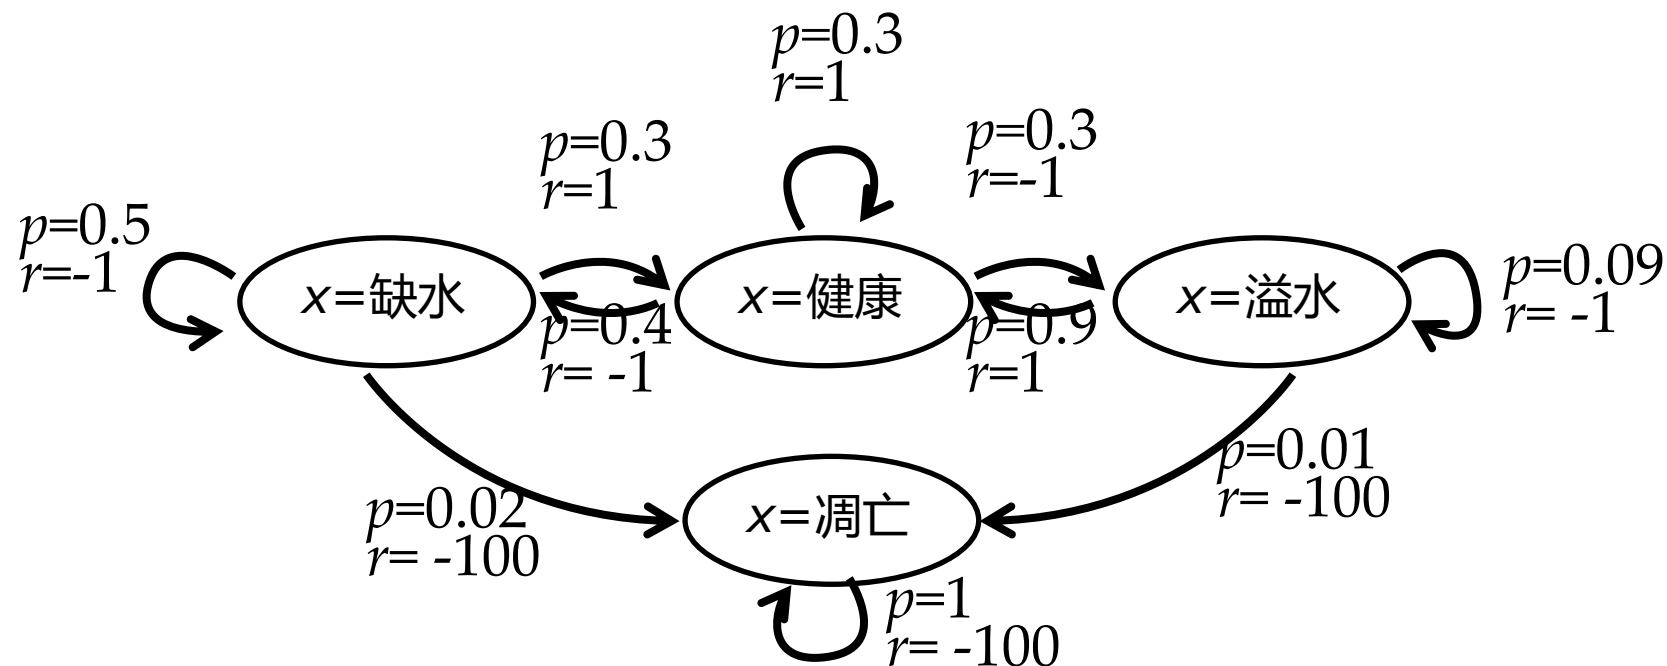 p=0.3
r=1
p=0.3
r=1
p=0.3
r=-1
p=0.5
r=-1
x=缺水
x=健康
x=溢水
p=0.09
r= -1
p=0.4
r= -1
p=0.9
r=1
p=0.02
r= -100
x=凋亡
p=0.01
r= -100
p=1
r= -100